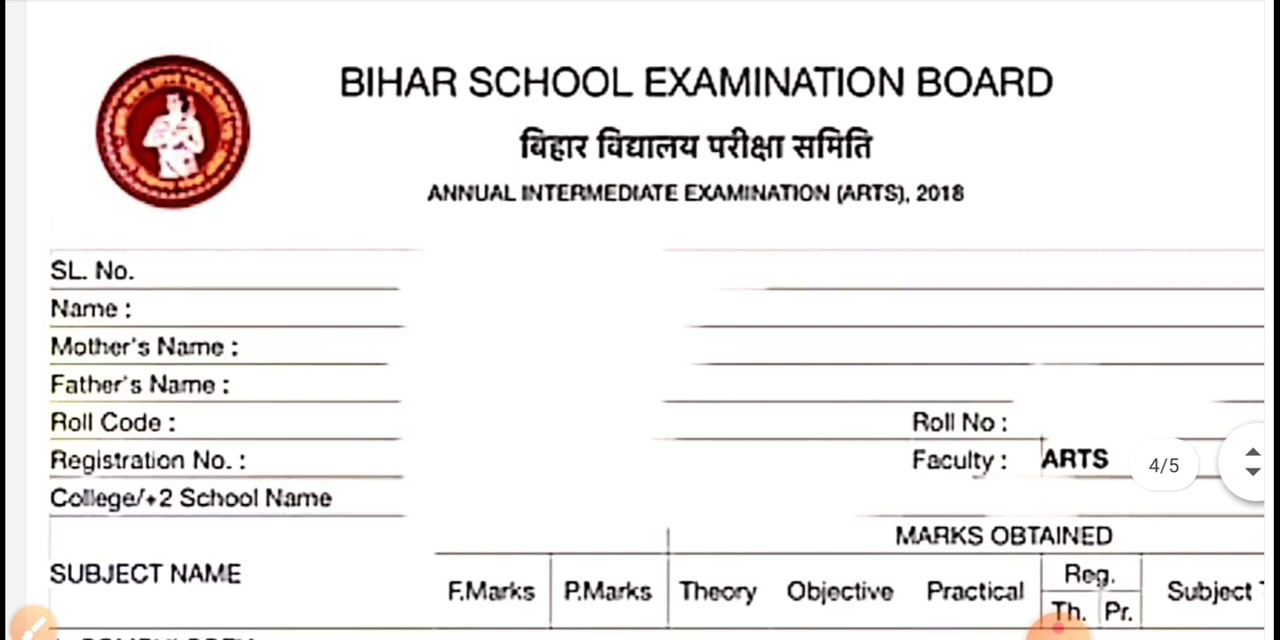 BIHAR SCHOOL EXAMINATION BOARD
बिहार विद्यालय परीक्षा समिति
ANNUAL INTERMEDIATE EXAMINATION (ARTS), 2018
SL. No.
Name :
Mother's Name :
Father's Name :
Roll Code :
Roll No :
Registration No. :
Faculty : ARTS
4/5
College/+2 School Name
MARKS OBTAINED
SUBJECT NAME
F.Marks P.Marks Theory Objective Practical Reg. Subject
Th. Pr.